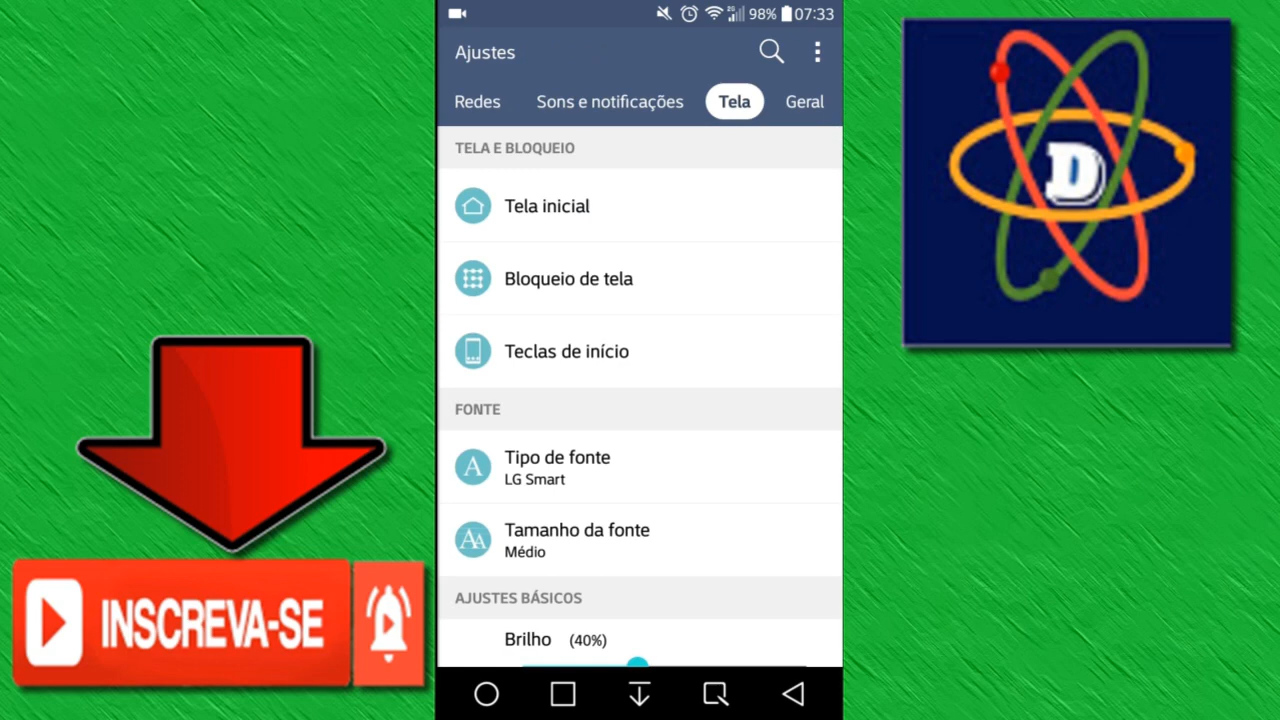 2G 98% 07:33
Ajustes
Redes Sons e notificações Tela Geral
TELA E BLOQUEIO
Tela inicial
Bloqueio de tela
Teclas de início
FONTE
Tipo de fonte
LG Smart
Tamanho da fonte
Médio
AJUSTES BÁSICOS
Brilho (40%)
INSCREVA-SE
D